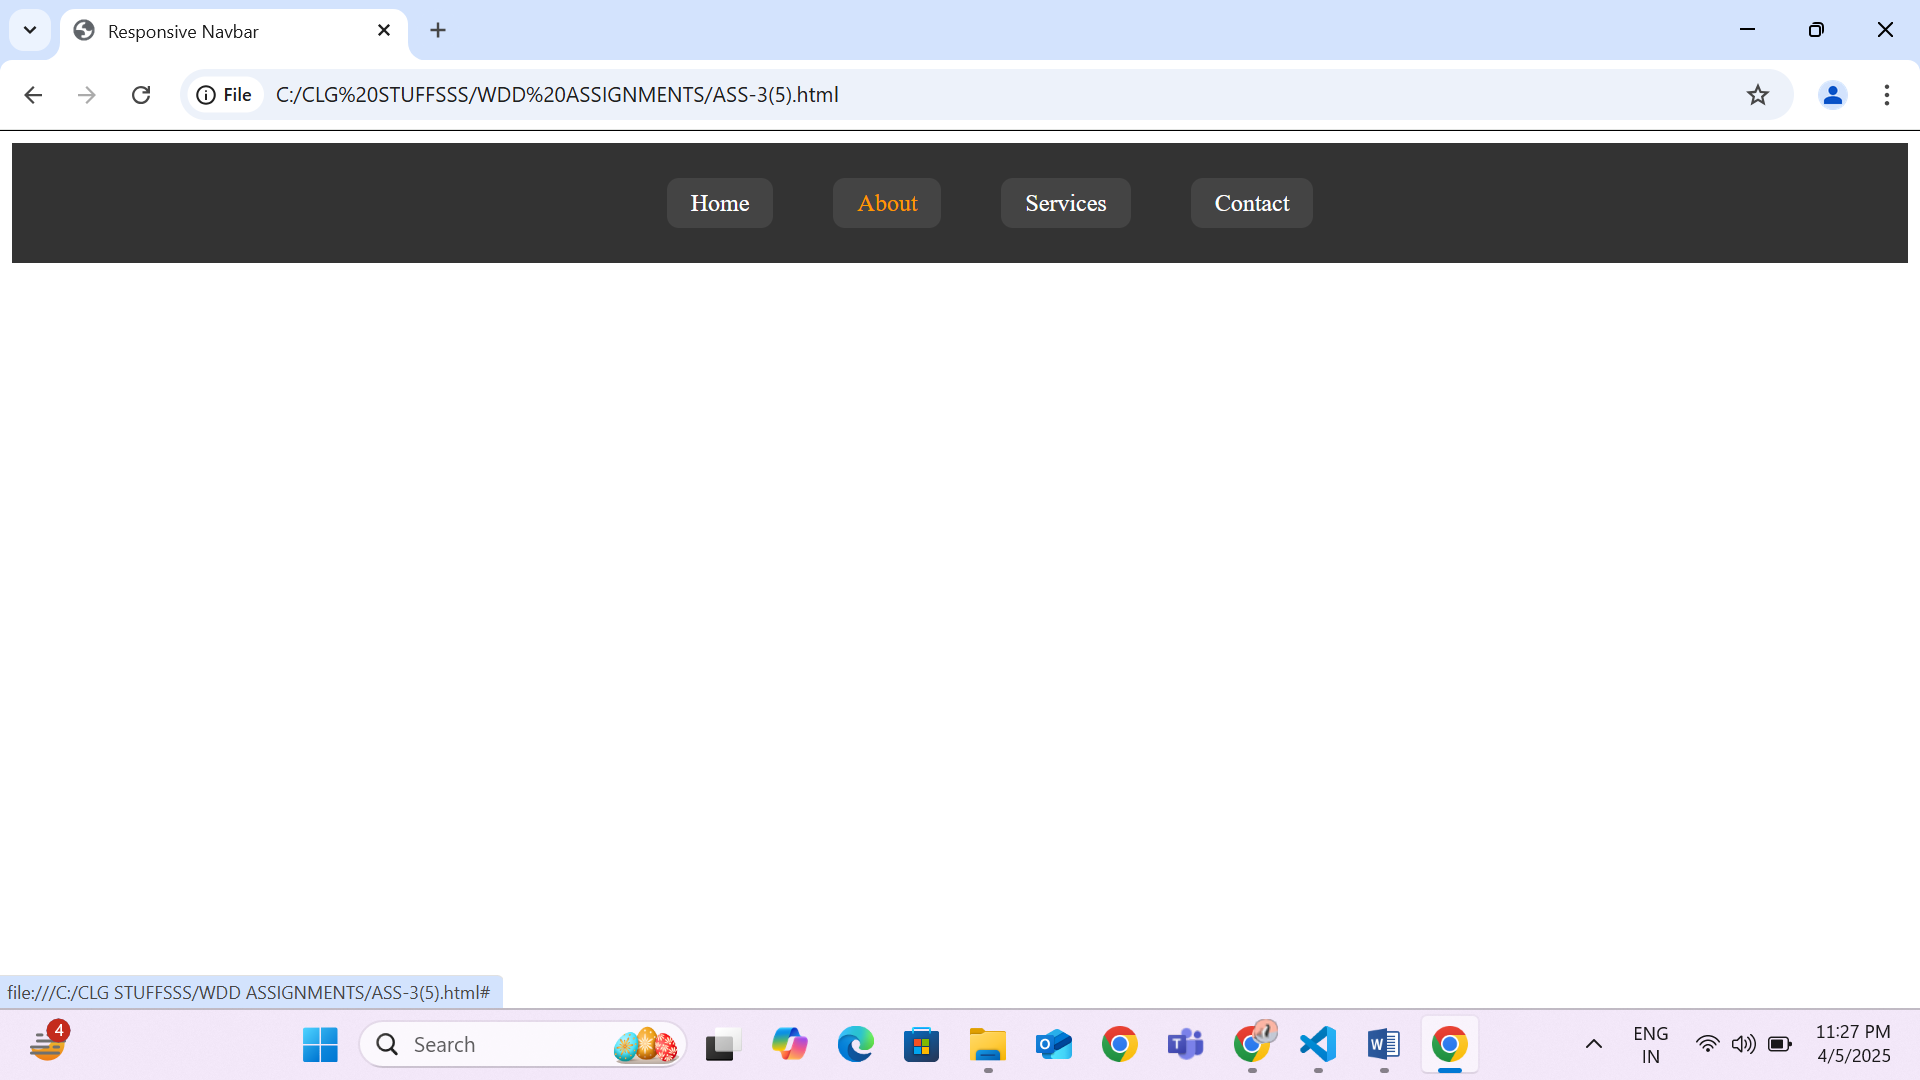 Responsive Navbar
File C:/CLG%20STUFFSSS/WDD%20ASSIGNMENTS/ASS-3(5).html
Home About Services Contact
file:///C:/CLG STUFFSSS/WDD ASSIGNMENTS/ASS-3(5).html#
4
Search
ENG
IN
11:27 PM
4/5/2025